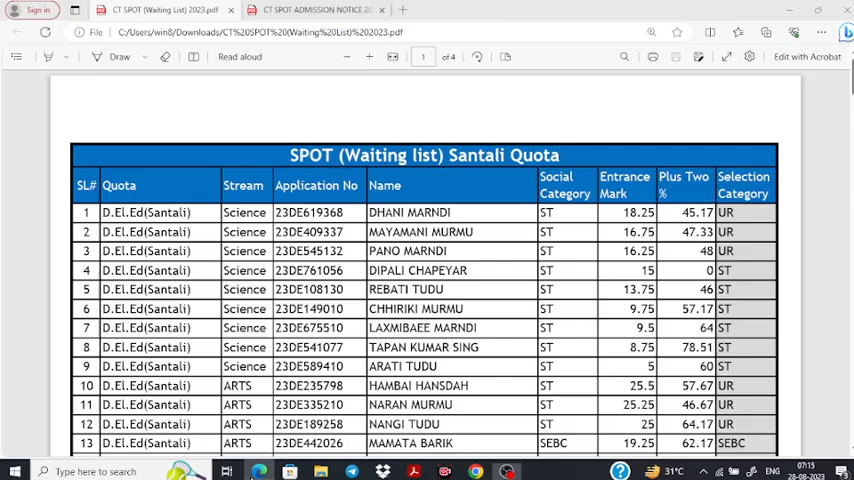 Sign in
CT SPOT (Waiting List) 2023.pdf
CT SPOT ADMISSION NOTICE 20
File C:/Users/win8/Downloads/CT%20SPOT%20(Waiting%20List)%202023.pdf
Draw
Read aloud
1 of 4
Edit with Acrobat
SPOT (Waiting list) Santali Quota
SL# Quota Stream Application No Name Social Category Entrance Mark Plus Two % Selection Category
1 D.El.Ed(Santali) Science 23DE619368 DHANI MARNDI ST 18.25 45.17 UR
2 D.El.Ed(Santali) Science 23DE409337 MAYAMANI MURMU ST 16.75 47.33 UR
3 D.El.Ed(Santali) Science 23DE545132 PANO MARNDI ST 16.25 48 UR
4 D.El.Ed(Santali) Science 23DE761056 DIPALI CHAPEYAR ST 15 0 ST
5 D.El.Ed(Santali) Science 23DE108130 REBATI TUDU ST 13.75 46 ST
6 D.El.Ed(Santali) Science 23DE149010 CHHIRIKI MURMU ST 9.75 57.17 ST
7 D.El.Ed(Santali) Science 23DE675510 LAXMIBAEE MARNDI ST 9.5 64 ST
8 D.El.Ed(Santali) Science 23DE541077 TAPAN KUMAR SING ST 8.75 78.51 ST
9 D.El.Ed(Santali) Science 23DE589410 ARATI TUDU ST 5 60 ST
10 D.El.Ed(Santali) ARTS 23DE235798 HAMBAI HANSDAH ST 25.5 57.67 UR
11 D.El.Ed(Santali) ARTS 23DE335210 NARAN MURMU ST 25.25 46.67 UR
12 D.El.Ed(Santali) ARTS 23DE189258 NANGI TUDU ST 25 64.17 UR
13 D.El.Ed(Santali) ARTS 23DE442026 MAMATA BARIK SEBC 19.25 62.17 SEBC
Type here to search
31°C
ENG
07:15
28-08-2023
3